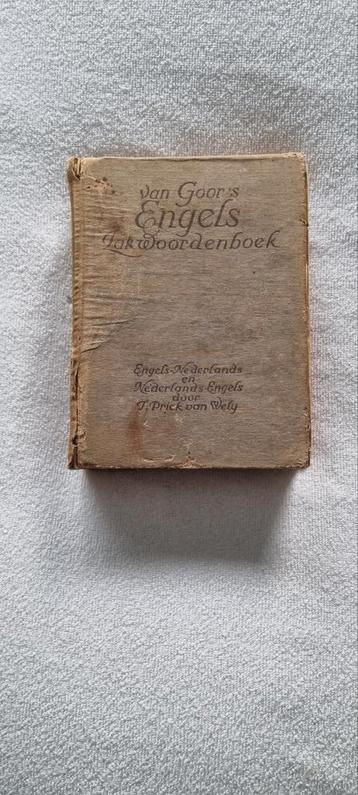 van Goor's
Engels
Zakwoordenboek
Engels-Nederlands
en
Nederlands-Engels
door
F. Prick van Wely